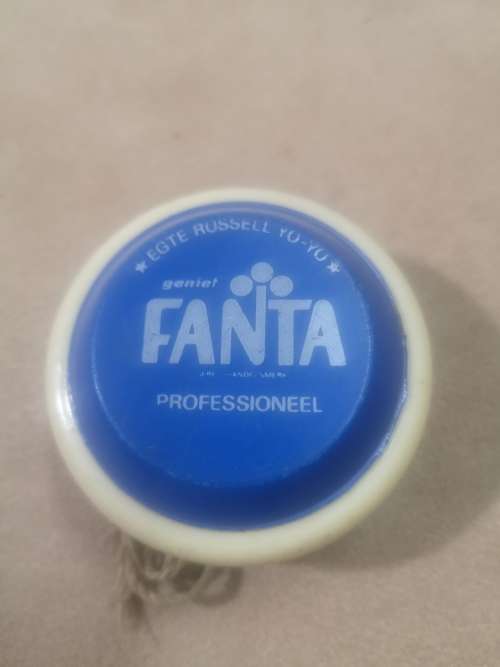 ★ EGTE RUSSELL YO-YO ★
geniet
FANTA
PROFESSIONEEL